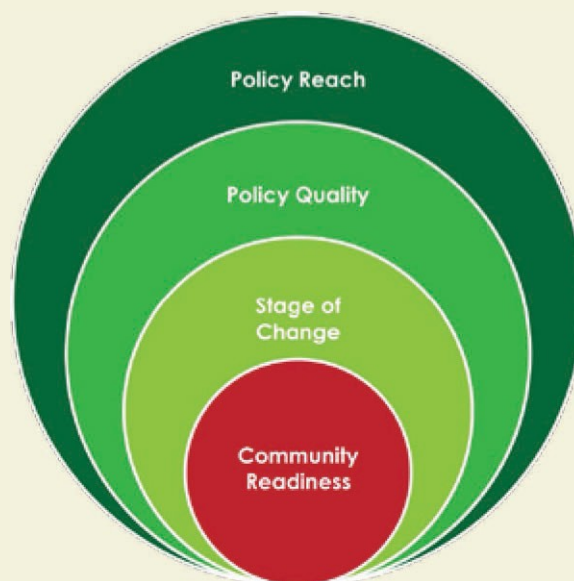 Policy Reach
Policy Quality
Stage of
Change
Community
Readiness